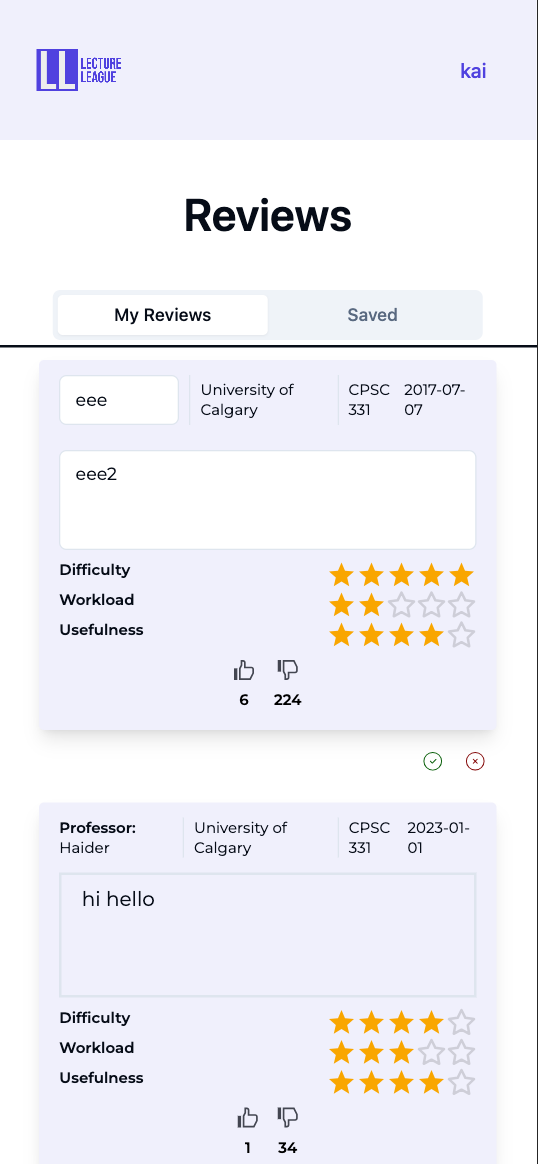 LECTURE
LEAGUE
kai
Reviews
My Reviews
Saved
eee
University of
Calgary
CPSC
331
2017-07-
07
eee2
Difficulty
Workload
Usefulness
6
224
Professor:
Haider
University of
Calgary
CPSC
331
2023-01-
01
hi hello
Difficulty
Workload
Usefulness
1
34